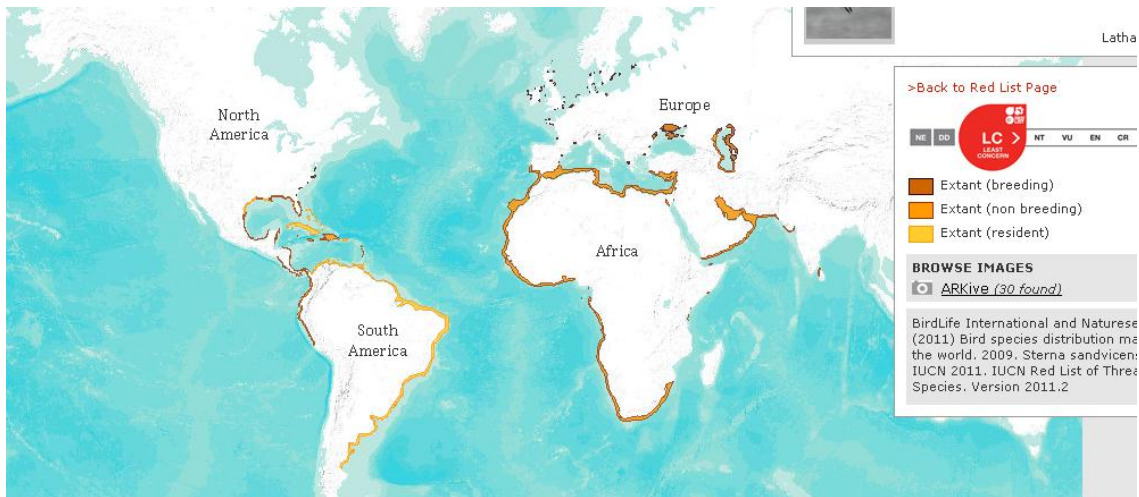 Latha
North
America
Europe
Africa
South
America
>Back to Red List Page
NE DD LC > NT VU EN CR
LEAST
CONCERN
Extant (breeding)
Extant (non breeding)
Extant (resident)
BROWSE IMAGES
ARKive (30 found)
BirdLife International and Naturese
(2011) Bird species distribution ma
the world. 2009. Sterna sandvicens
IUCN 2011. IUCN Red List of Threa
Species. Version 2011.2